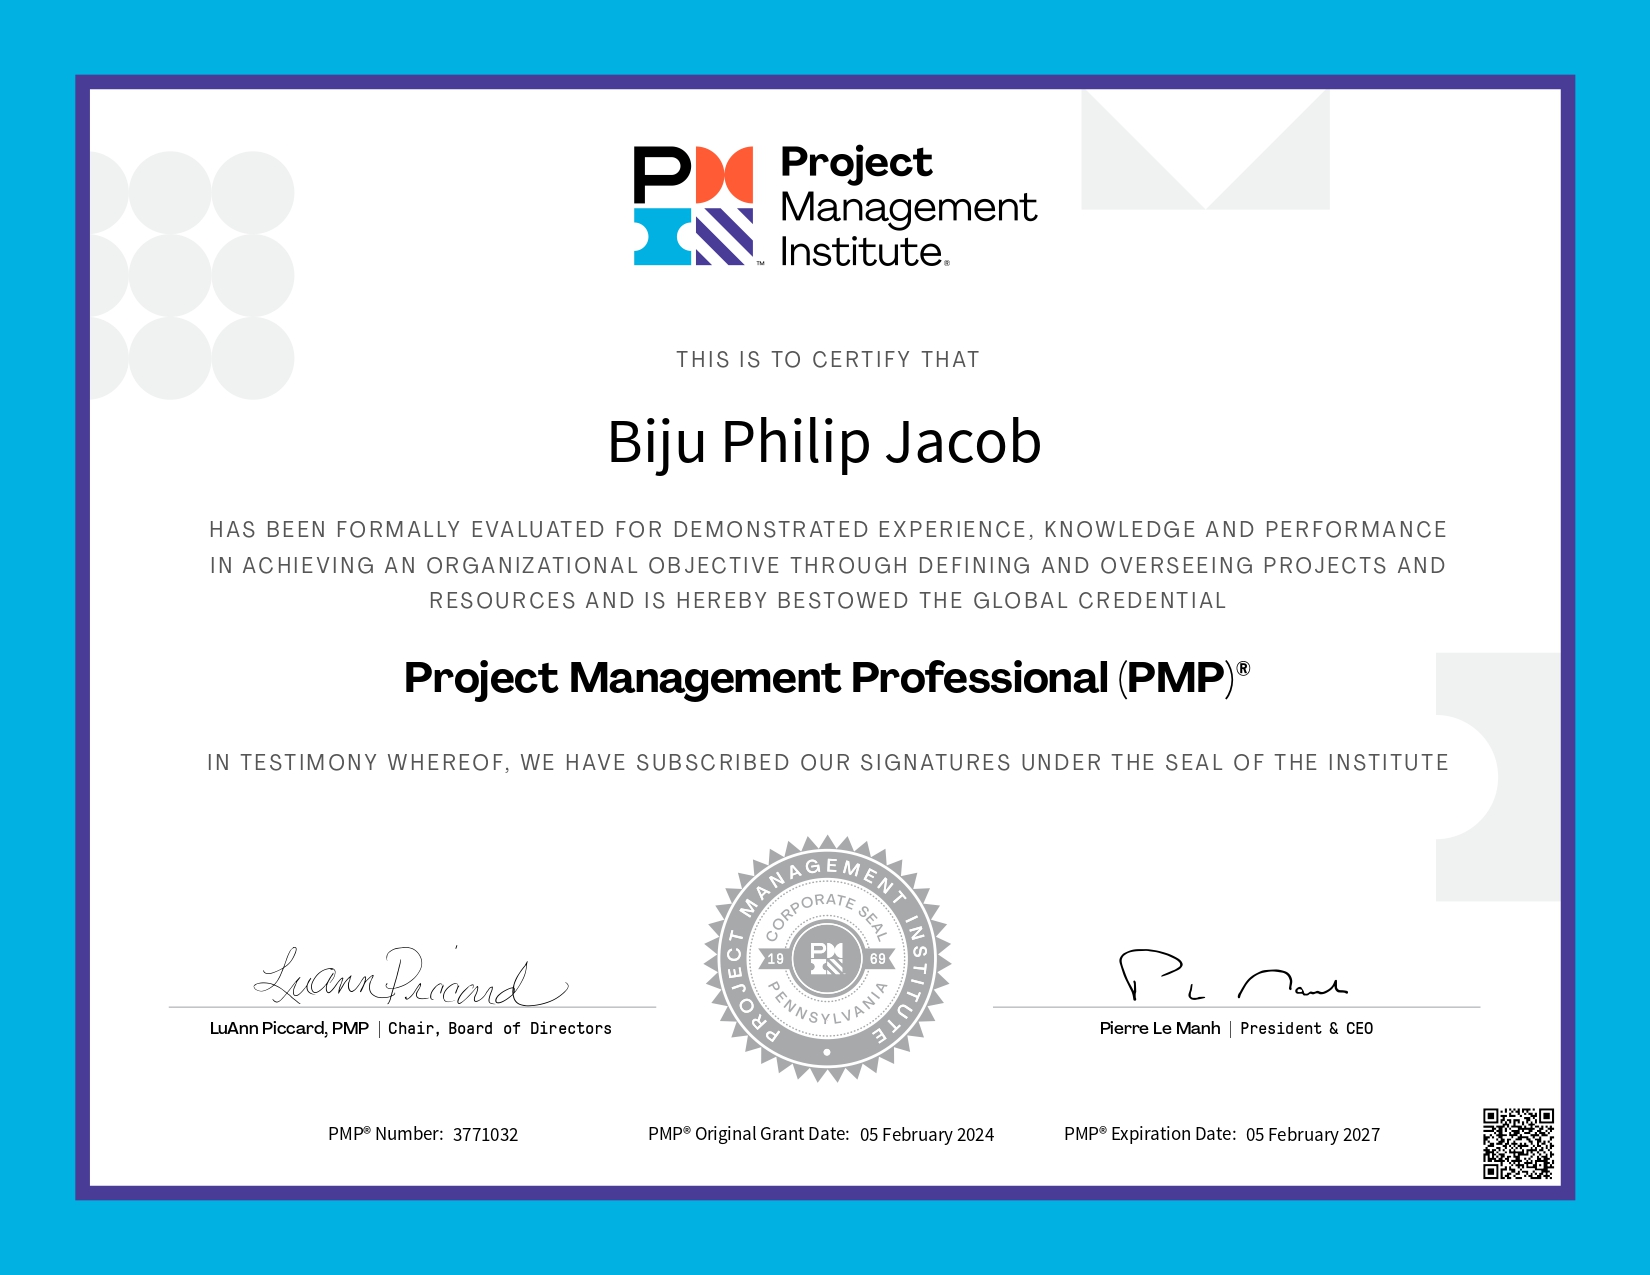 PM
Project
Management
Institute®
™
THIS IS TO CERTIFY THAT
Biju Philip Jacob
HAS BEEN FORMALLY EVALUATED FOR DEMONSTRATED EXPERIENCE, KNOWLEDGE AND PERFORMANCE
IN ACHIEVING AN ORGANIZATIONAL OBJECTIVE THROUGH DEFINING AND OVERSEEING PROJECTS AND
RESOURCES AND IS HEREBY BESTOWED THE GLOBAL CREDENTIAL
Project Management Professional (PMP)®
IN TESTIMONY WHEREOF, WE HAVE SUBSCRIBED OUR SIGNATURES UNDER THE SEAL OF THE INSTITUTE
PROJECT MANAGEMENT INSTITUTE
CORPORATE SEAL
19 PM 69
PENNSYLVANIA
Luann Piccard
LuAnn Piccard, PMP | Chair, Board of Directors
Pierre Le Manh | President & CEO
PMP® Number: 3771032
PMP® Original Grant Date: 05 February 2024
PMP® Expiration Date: 05 February 2027